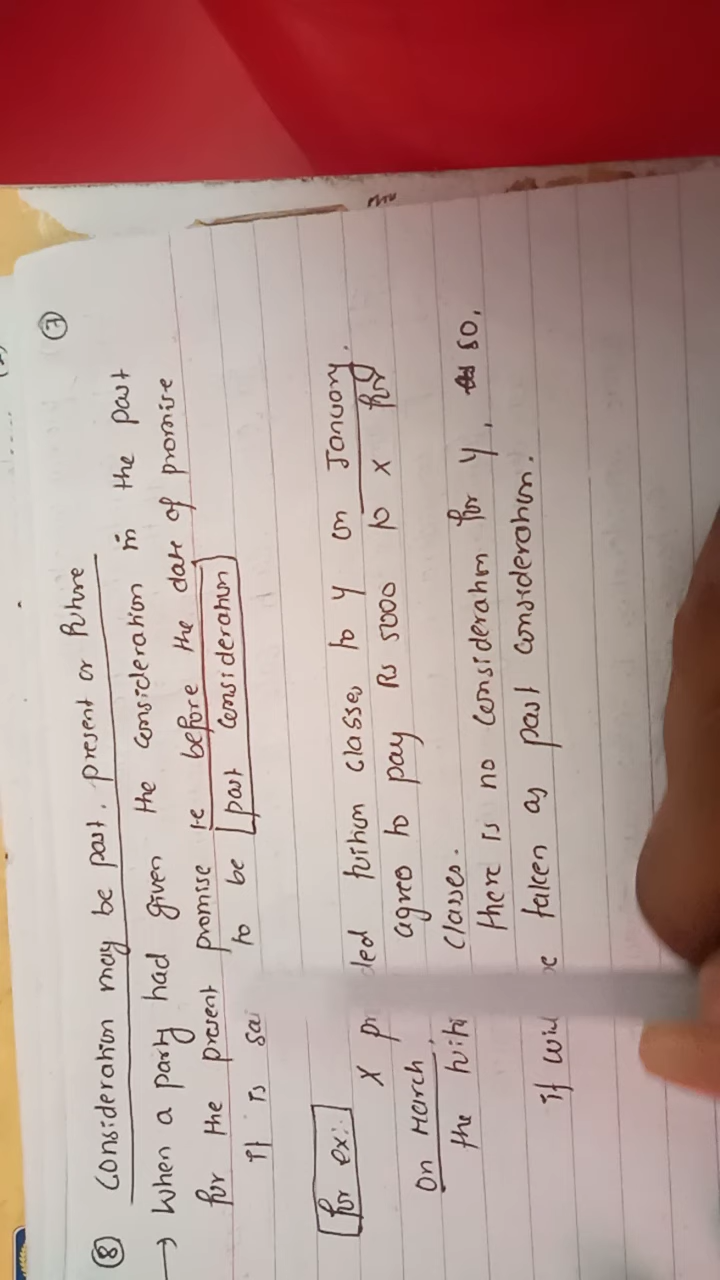 (7)
(8) Consideration may be past, present or future
→ When a party had given the consideration in the past
for the present promise ie before the date of promise
it is to be past consideration
for ex:
X tuition classes to Y on January.
On March, agree to pay Rs 5000 to X for
the classes.
there is no consideration for Y, so,
it be taken as past consideration.